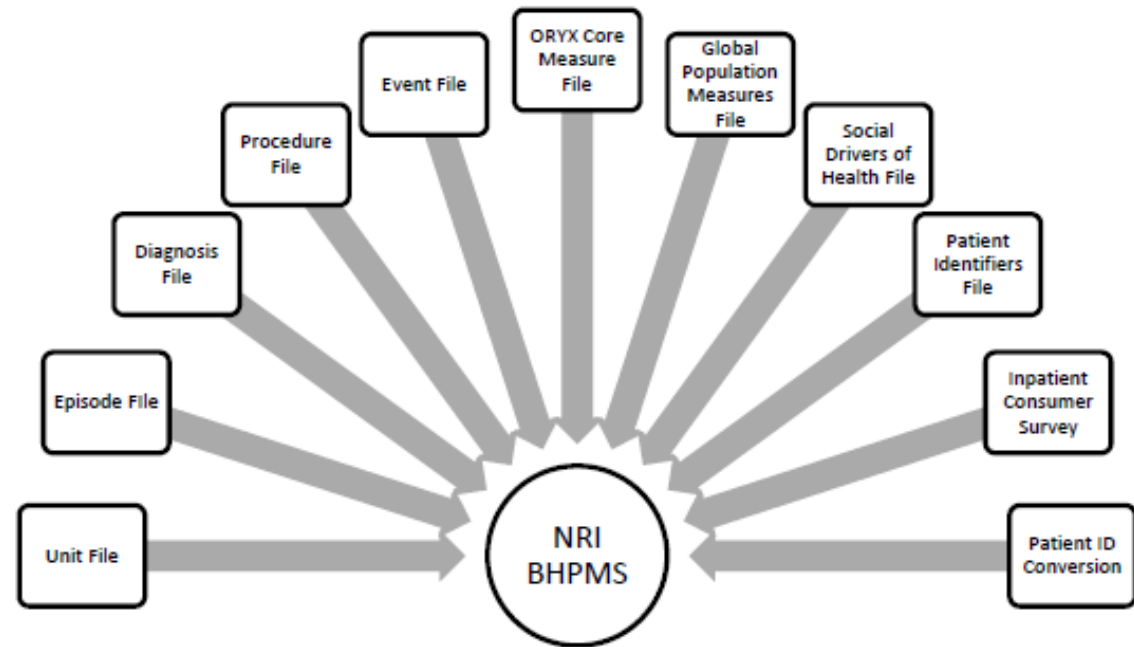 ORYX Core
Measure
File
Global
Population
Measures
File
Event File
Social
Drivers of
Health File
Procedure
File
Patient
Identifiers
File
Diagnosis
File
Inpatient
Consumer
Survey
Episode FIle
Unit File
NRI
BHPMS
Patient ID
Conversion